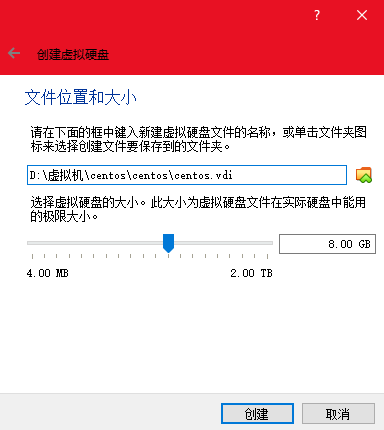 ?
创建虚拟硬盘
文件位置和大小
请在下面的框中键入新建虚拟硬盘文件的名称，或单击文件夹图
标来选择创建文件要保存到的文件夹。
D:\虚拟机\centos\centos\centos.vdi
选择虚拟硬盘的大小。此大小为虚拟硬盘文件在实际硬盘中能用
的极限大小。
8.00 GB
4.00 MB 2.00 TB
创建 取消